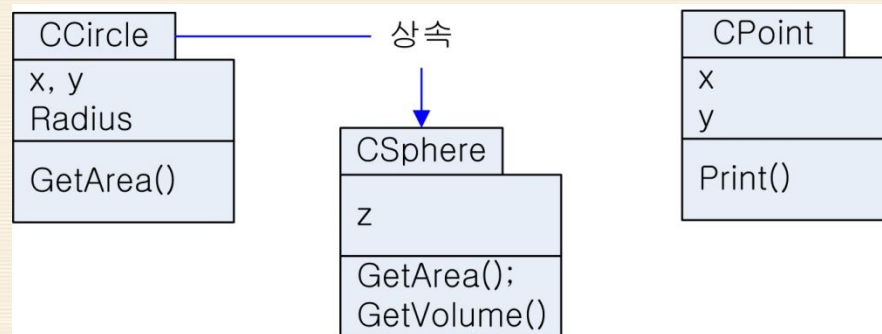 CCircle
x, y
Radius
GetArea()
상속
CSphere
z
GetArea();
GetVolume()
CPoint
x
y
Print()